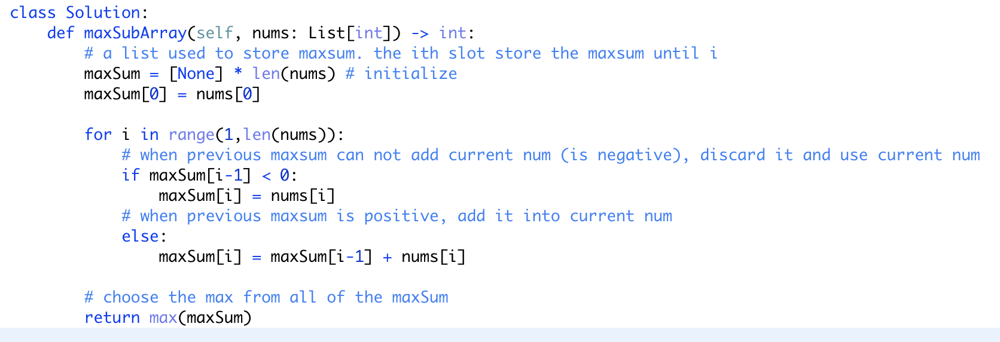 class Solution:
    def maxSubArray(self, nums: List[int]) -> int:
        # a list used to store maxsum. the ith slot store the maxsum until i
        maxSum = [None] * len(nums) # initialize
        maxSum[0] = nums[0]

        for i in range(1,len(nums)):
            # when previous maxsum can not add current num (is negative), discard it and use current num
            if maxSum[i-1] < 0:
                maxSum[i] = nums[i]
            # when previous maxsum is positive, add it into current num
            else:
                maxSum[i] = maxSum[i-1] + nums[i]

        # choose the max from all of the maxSum
        return max(maxSum)